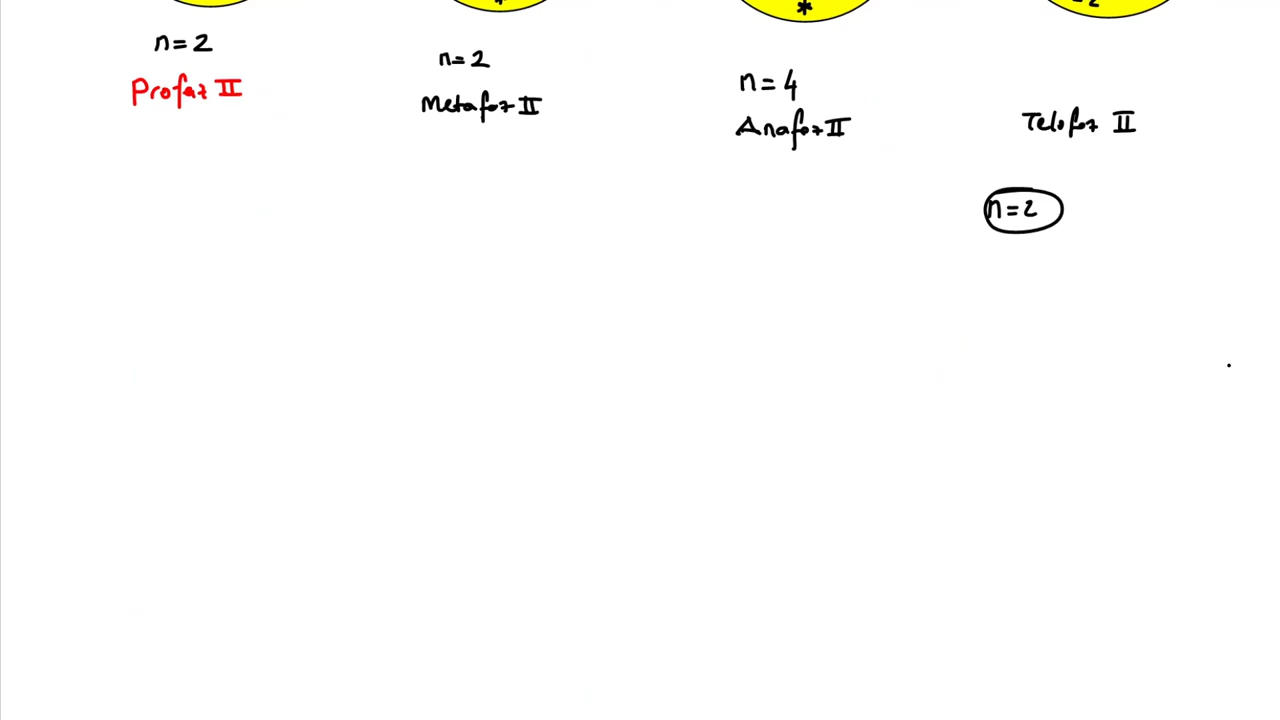 n=2
Profaz II
n=2
Metafaz II
n=4
Anafaz II
Telofaz II
n=2